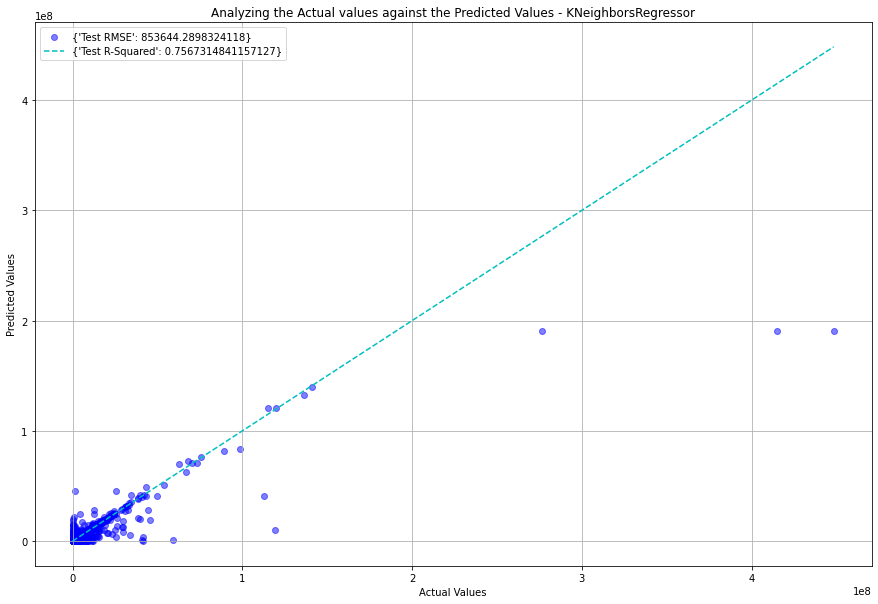 Analyzing the Actual values against the Predicted Values - KNeighborsRegressor
1e8
{'Test RMSE': 853644.2898324118}
{'Test R-Squared': 0.7567314841157127}
4
3
2
1
0
Predicted Values
0 1 2 3 4
Actual Values
1e8